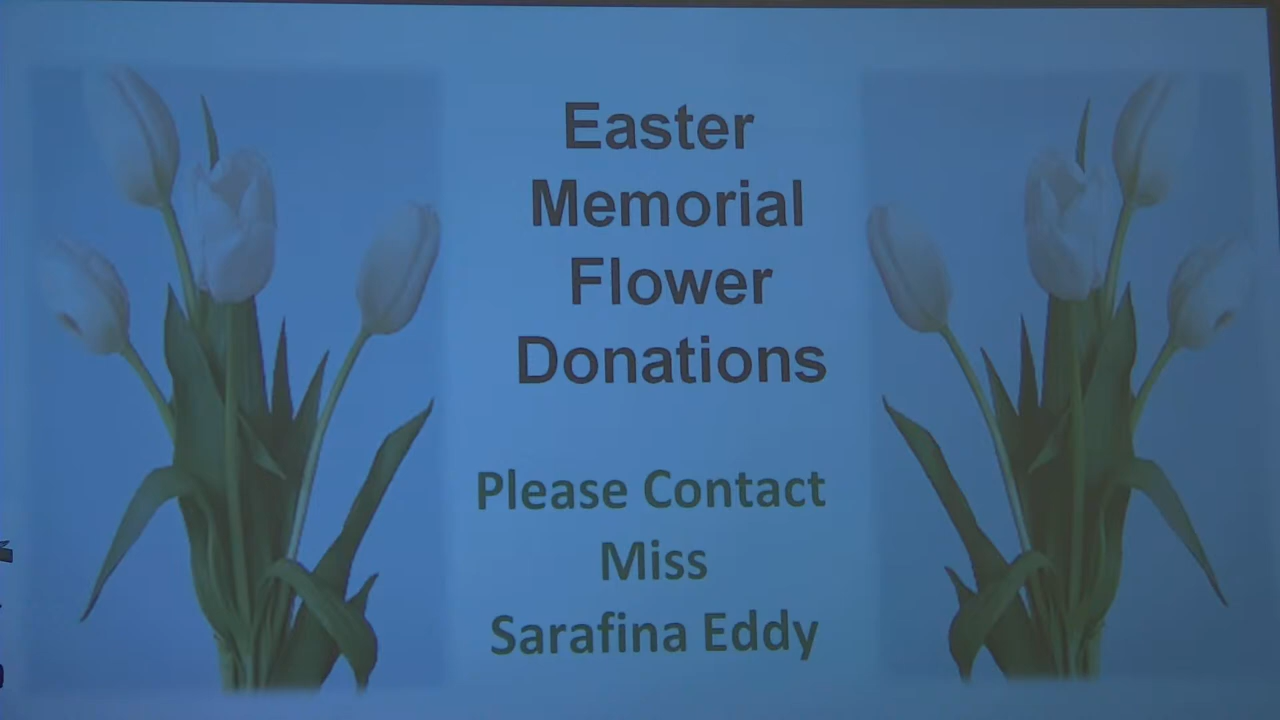 Easter
Memorial
Flower
Donations
Please Contact
Miss
Sarafina Eddy